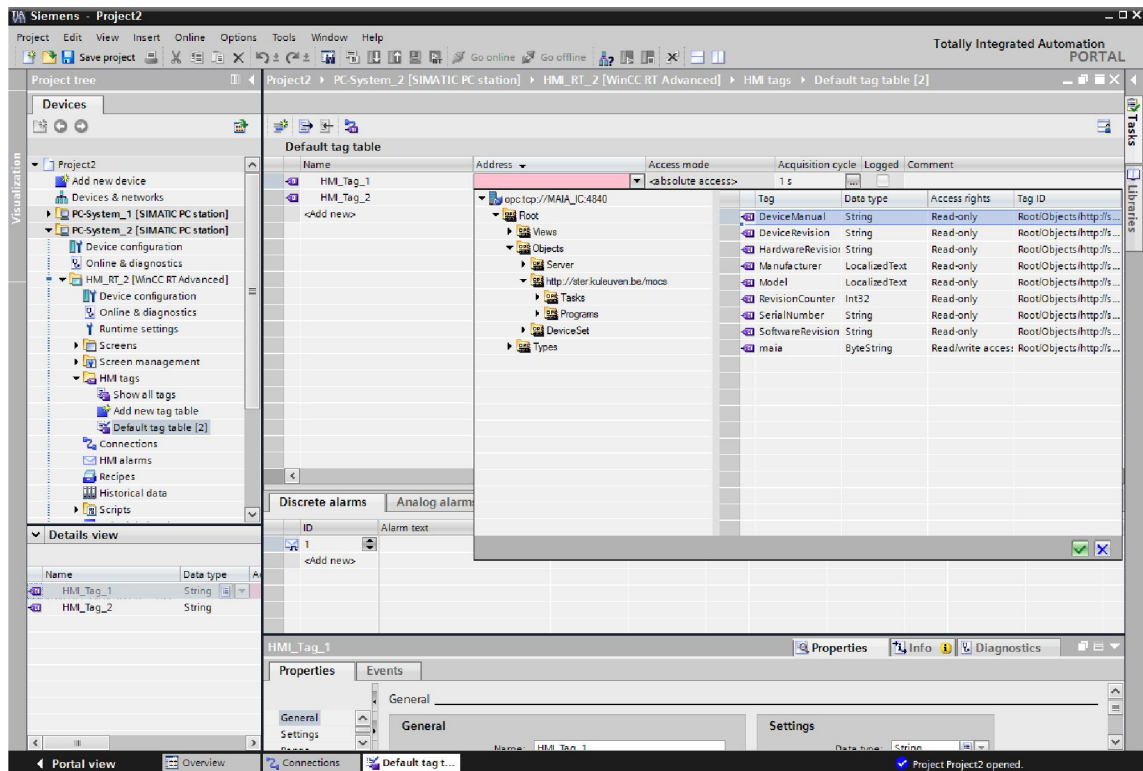 Siemens - Project2
Project Edit View Insert Online Options Tools Window Help
Save project Go online Go offline
Totally Integrated Automation
PORTAL
Project tree
Project2 PC-System_2 [SIMATIC PC station] HMI_RT_2 [WinCC RT Advanced] HMI tags Default tag table [2]
Devices
Visualization
Tasks
Libraries
Default tag table
Name Address Access mode Acquisition cycle Logged Comment
HMI_Tag_1 <absolute access> 1 s ...
HMI_Tag_2
<Add new>
Project2
Add new device
Devices & networks
PC-System_1 [SIMATIC PC station]
PC-System_2 [SIMATIC PC station]
Device configuration
Online & diagnostics
HMI_RT_2 [WinCC RT Advanced]
Device configuration
Online & diagnostics
Runtime settings
Screens
Screen management
HMI tags
Show all tags
Add new tag table
Default tag table [2]
Connections
HMI alarms
Recipes
Historical data
Scripts
opc.tcp://MAIA_IC:4840
Root
Views
Objects
Server
http://ster.kuleuven.be/mocs
Tasks
Programs
DeviceSet
Types
Tag Data type Access rights Tag ID
DeviceManual String Read-only Root/Objects/http://s...
DeviceRevision String Read-only Root/Objects/http://s...
HardwareRevision String Read-only Root/Objects/http://s...
Manufacturer LocalizedText Read-only Root/Objects/http://s...
Model LocalizedText Read-only Root/Objects/http://s...
RevisionCounter Int32 Read-only Root/Objects/http://s...
SerialNumber String Read-only Root/Objects/http://s...
SoftwareRevision String Read-only Root/Objects/http://s...
maia ByteString Read/write access Root/Objects/http://s...
Discrete alarms Analog alarms
ID Alarm text
1
<Add new>
Details view
Name Data type
HMI_Tag_1 String
HMI_Tag_2 String
HMI_Tag_1
Properties Info Diagnostics
Properties Events
General
General
Settings
General
Name: HMI_Tag_1
Settings
Data type: String
Portal view Overview Connections Default tag t... Project Project2 opened.